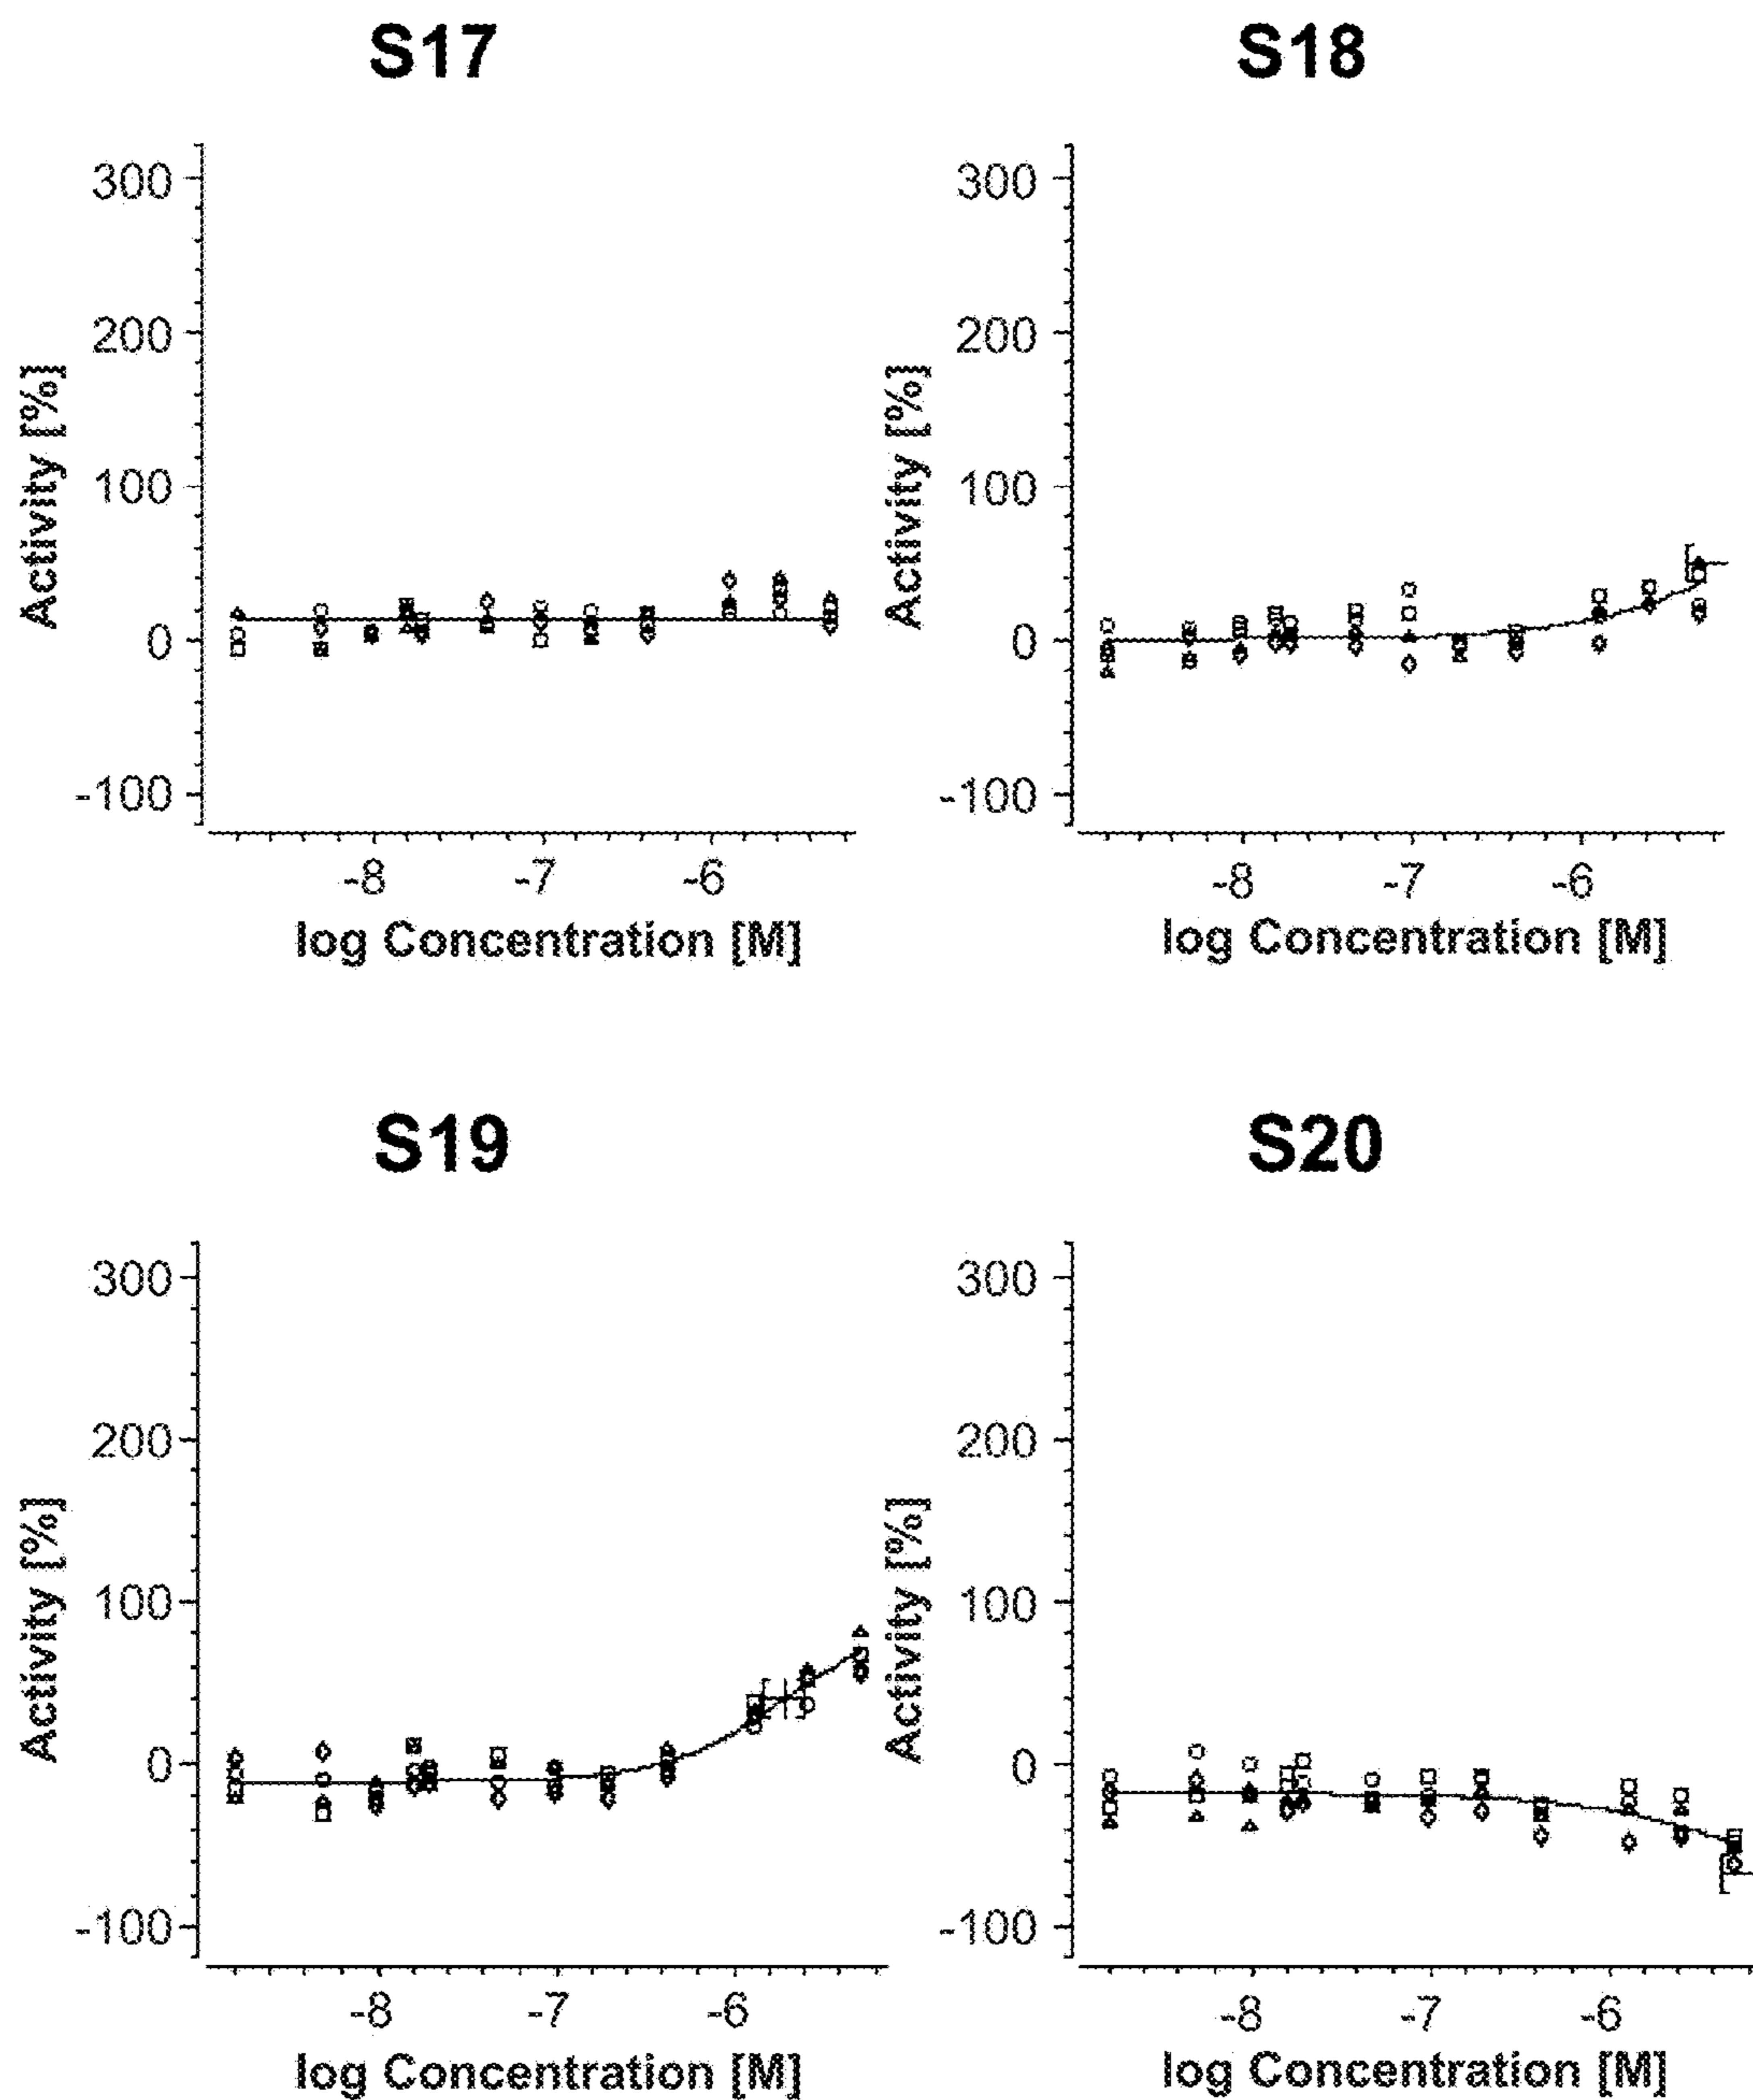 S17
S18
300
200
100
0
-100
Activity [%]
-8 -7 -6
log Concentration [M]
300
200
100
0
-100
Activity [%]
-8 -7 -6
log Concentration [M]
S19
S20
300
200
100
0
-100
Activity [%]
-8 -7 -6
log Concentration [M]
300
200
100
0
-100
Activity [%]
-8 -7 -6
log Concentration [M]